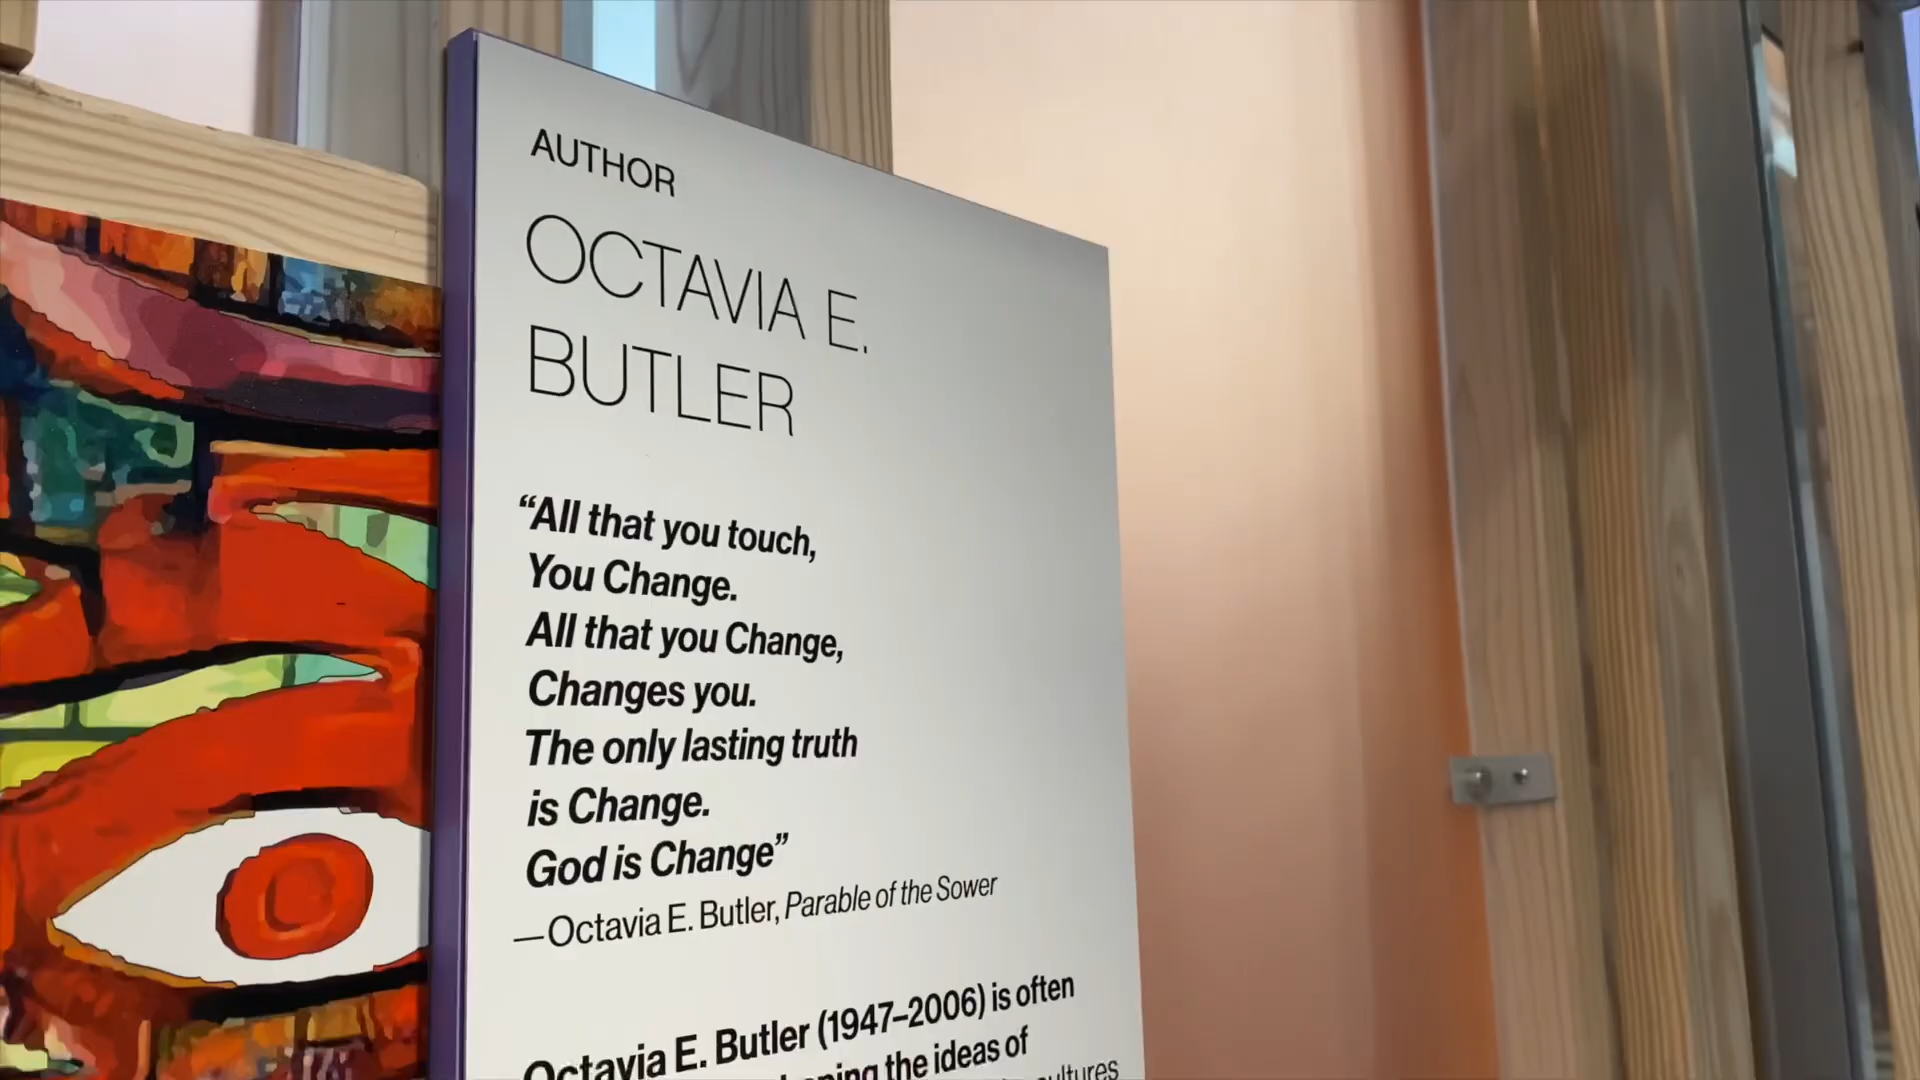 AUTHOR
OCTAVIA E.
BUTLER
“All that you touch,
You Change.
All that you Change,
Changes you.
The only lasting truth
is Change.
God is Change”
—Octavia E. Butler, Parable of the Sower
Octavia E. Butler (1947–2006) is often
the ideas of